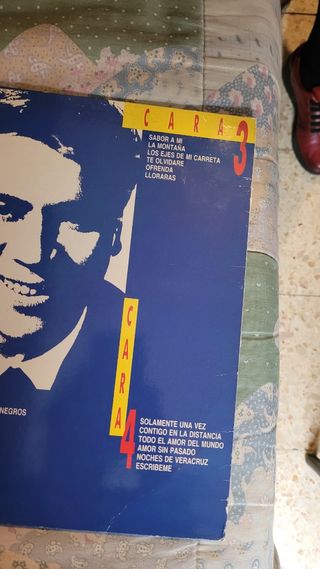 CARA 3
SABOR A MI
LA MONTAÑA
LOS EJES DE MI CARRETA
TE OLVIDARE
OFRENDA
LLORARAS
CARA 4
NEGROS
SOLAMENTE UNA VEZ
CONTIGO EN LA DISTANCIA
TODO EL AMOR DEL MUNDO
AMOR SIN PASADO
NOCHES DE VERACRUZ
ESCRIBEME